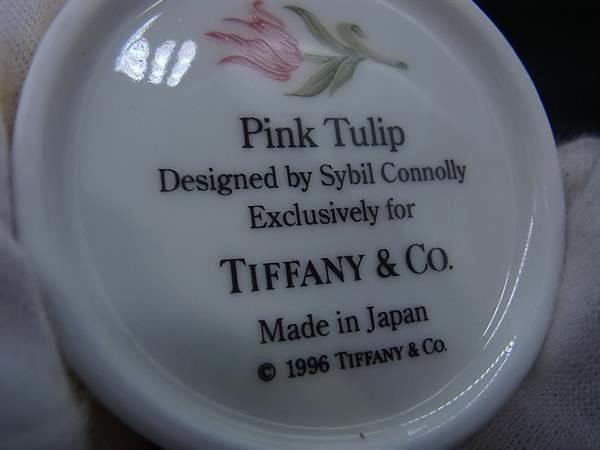 Pink Tulip
Designed by Sybil Connolly
Exclusively for
TIFFANY & CO.
Made in Japan
© 1996 TIFFANY & CO.